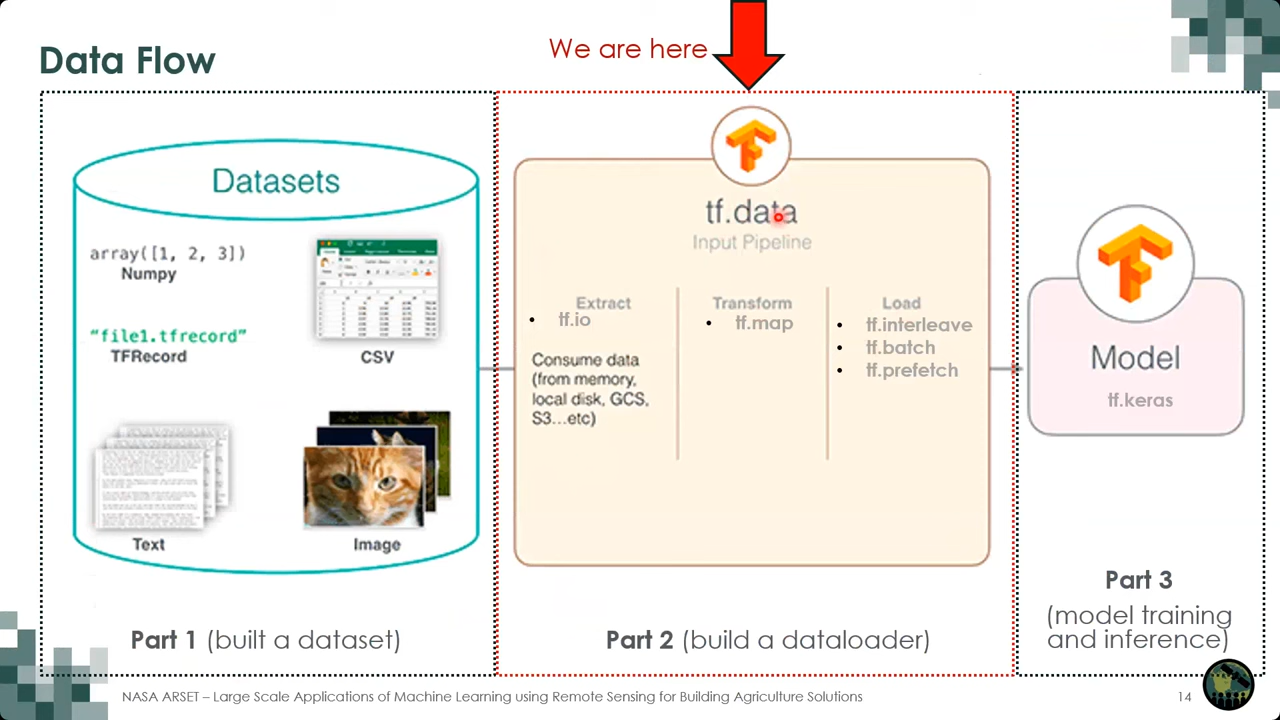 Data Flow
We are here
Datasets
array([1, 2, 3])
Numpy
"file1.tfrecord"
TFRecord
CSV
Text
Image
Part 1 (built a dataset)
tf.data
Input Pipeline
Extract
• tf.io
Consume data
(from memory,
local disk, GCS,
S3...etc)
Transform
• tf.map
Load
• tf.interleave
• tf.batch
• tf.prefetch
Part 2 (build a dataloader)
Model
tf.keras
Part 3
(model training
and inference)
NASA ARSET – Large Scale Applications of Machine Learning using Remote Sensing for Building Agriculture Solutions
14